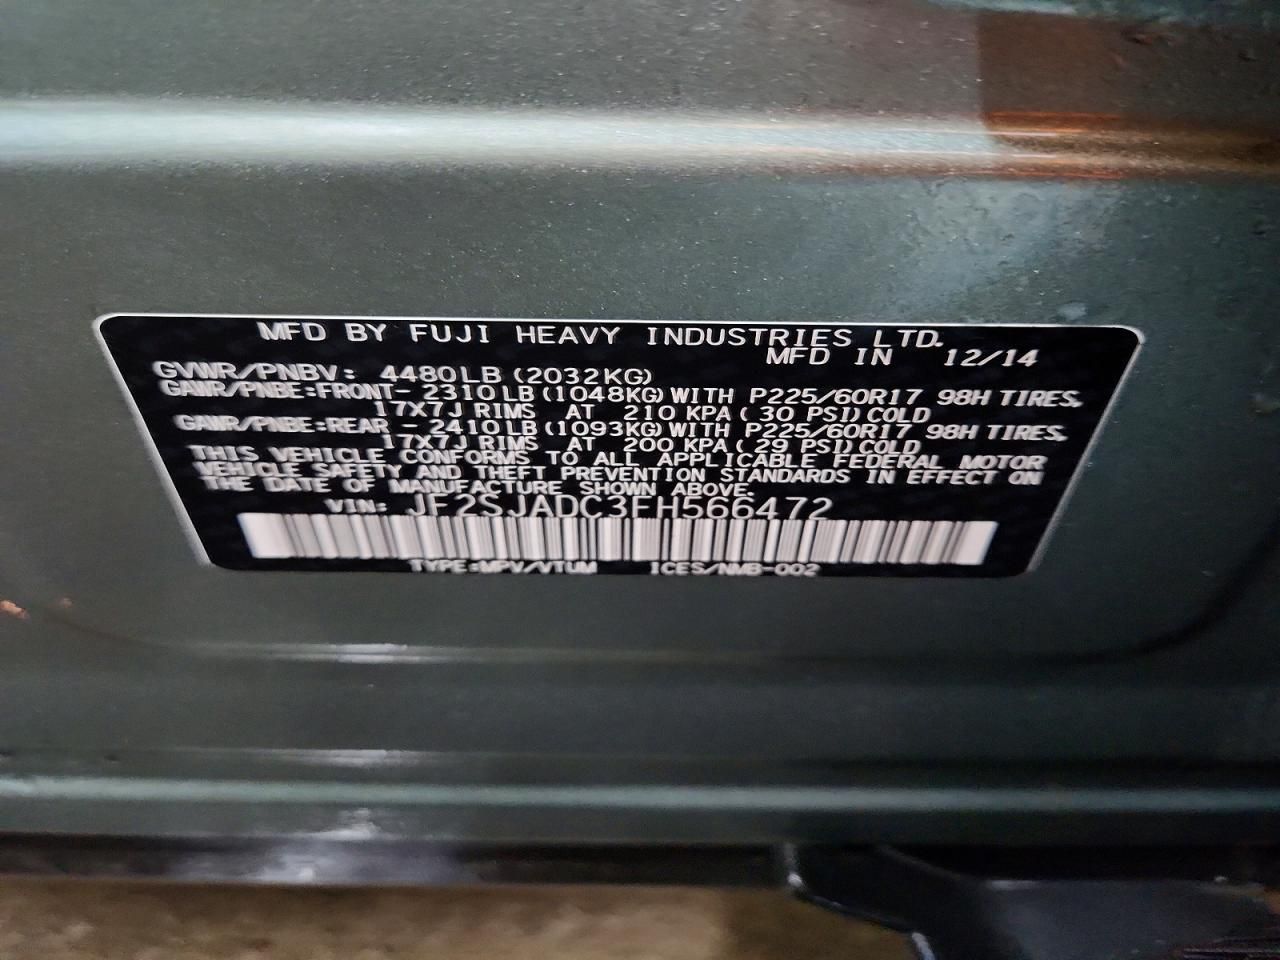 MFD BY FUJI HEAVY INDUSTRIES LTD.
MFD IN 12/14
GVWR/PNBV: 4480LB (2032KG)
GAWR/PNBE:FRONT- 2310LB (1048KG) WITH P225/60R17 98H TIRES,
17X7J RIMS AT 210 KPA ( 30 PSI) COLD
GAWR/PNBE:REAR - 2410LB (1093KG) WITH P225/60R17 98H TIRES,
17X7J RIMS AT 200 KPA ( 29 PSI) COLD
THIS VEHICLE CONFORMS TO ALL APPLICABLE FEDERAL MOTOR
VEHICLE SAFETY AND THEFT PREVENTION STANDARDS IN EFFECT ON
THE DATE OF MANUFACTURE SHOWN ABOVE.
VIN: JF2SJADC3FH566472
TYPE:MPV/VTUM ICES/NMB-002